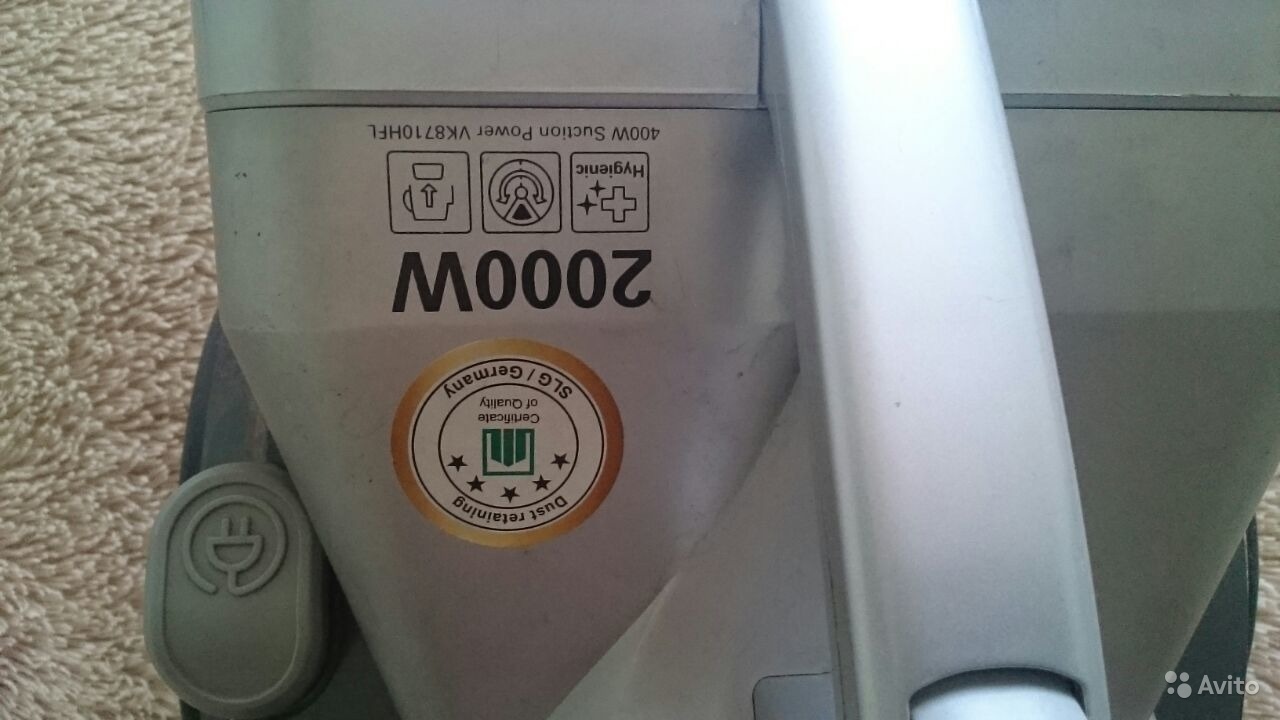 Dust retaining
Certificate
of Quality
SLG / Germany
2000W
Hygienic
400W Suction Power VK8710HFL
Avito